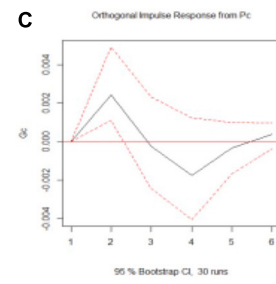 C
Orthogonal Impulse Response from Pc
Gc
0.004
0.002
0.000
-0.002
-0.004
1 2 3 4 5 6
95 % Bootstrap CI, 30 runs